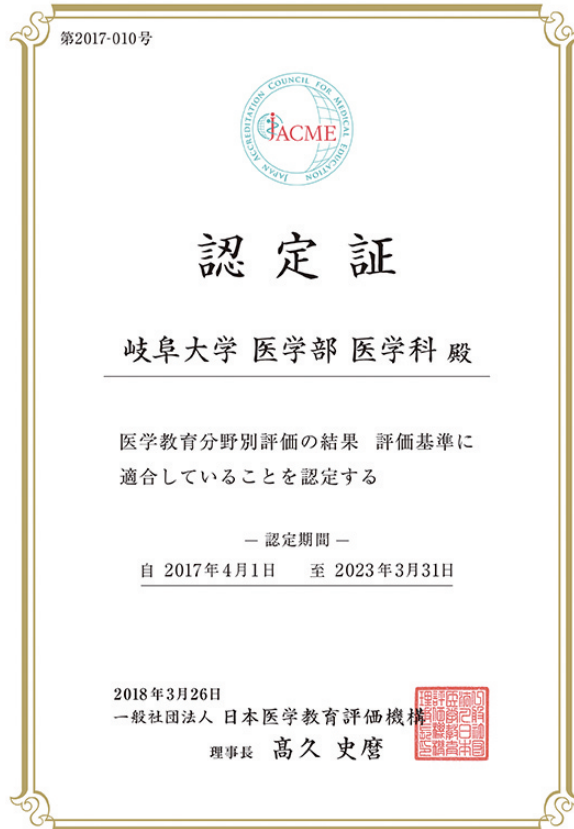 第2017-010号
JAPAN ACCREDITATION COUNCIL FOR MEDICAL EDUCATION
JACME
認定証
岐阜大学 医学部 医学科 殿
医学教育分野別評価の結果 評価基準に
適合していることを認定する
― 認定期間 ―
自 2017年4月1日 至 2023年3月31日
2018年3月26日
一般社団法人 日本医学教育評価機構
理事長 髙久 史麿